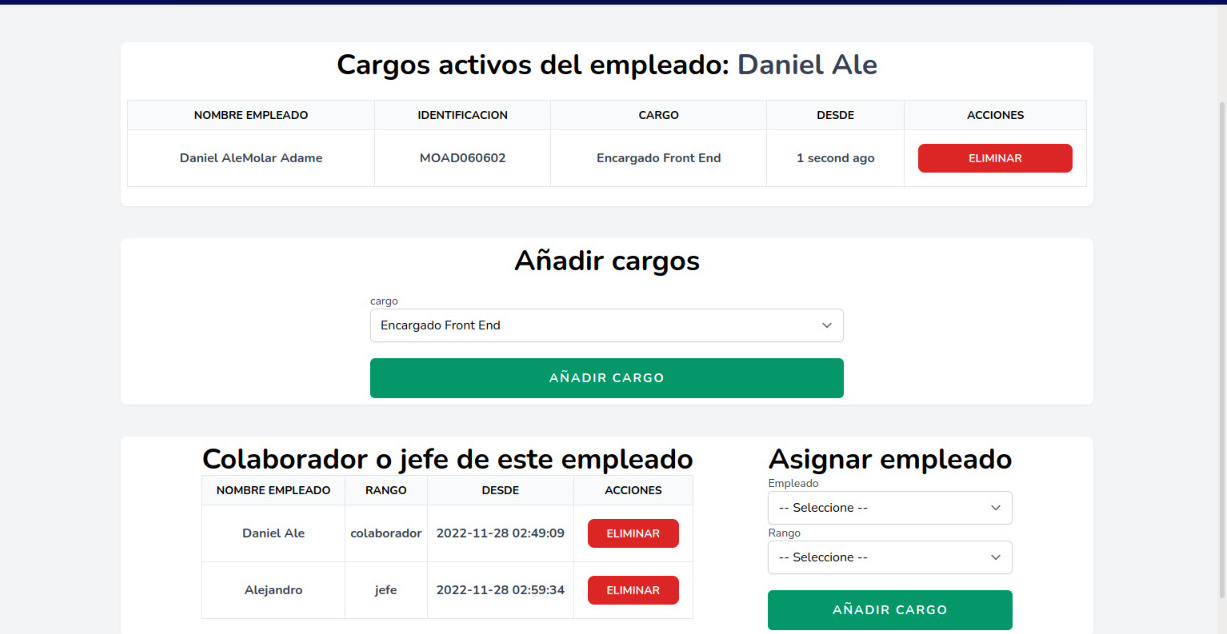 Cargos activos del empleado: Daniel Ale
NOMBRE EMPLEADO IDENTIFICACION CARGO DESDE ACCIONES
Daniel AleMolar Adame MOAD060602 Encargado Front End 1 second ago ELIMINAR
Añadir cargos
cargo
Encargado Front End
AÑADIR CARGO
Colaborador o jefe de este empleado
NOMBRE EMPLEADO RANGO DESDE ACCIONES
Daniel Ale colaborador 2022-11-28 02:49:09 ELIMINAR
Alejandro jefe 2022-11-28 02:59:34 ELIMINAR
Asignar empleado
Empleado
-- Seleccione --
Rango
-- Seleccione --
AÑADIR CARGO